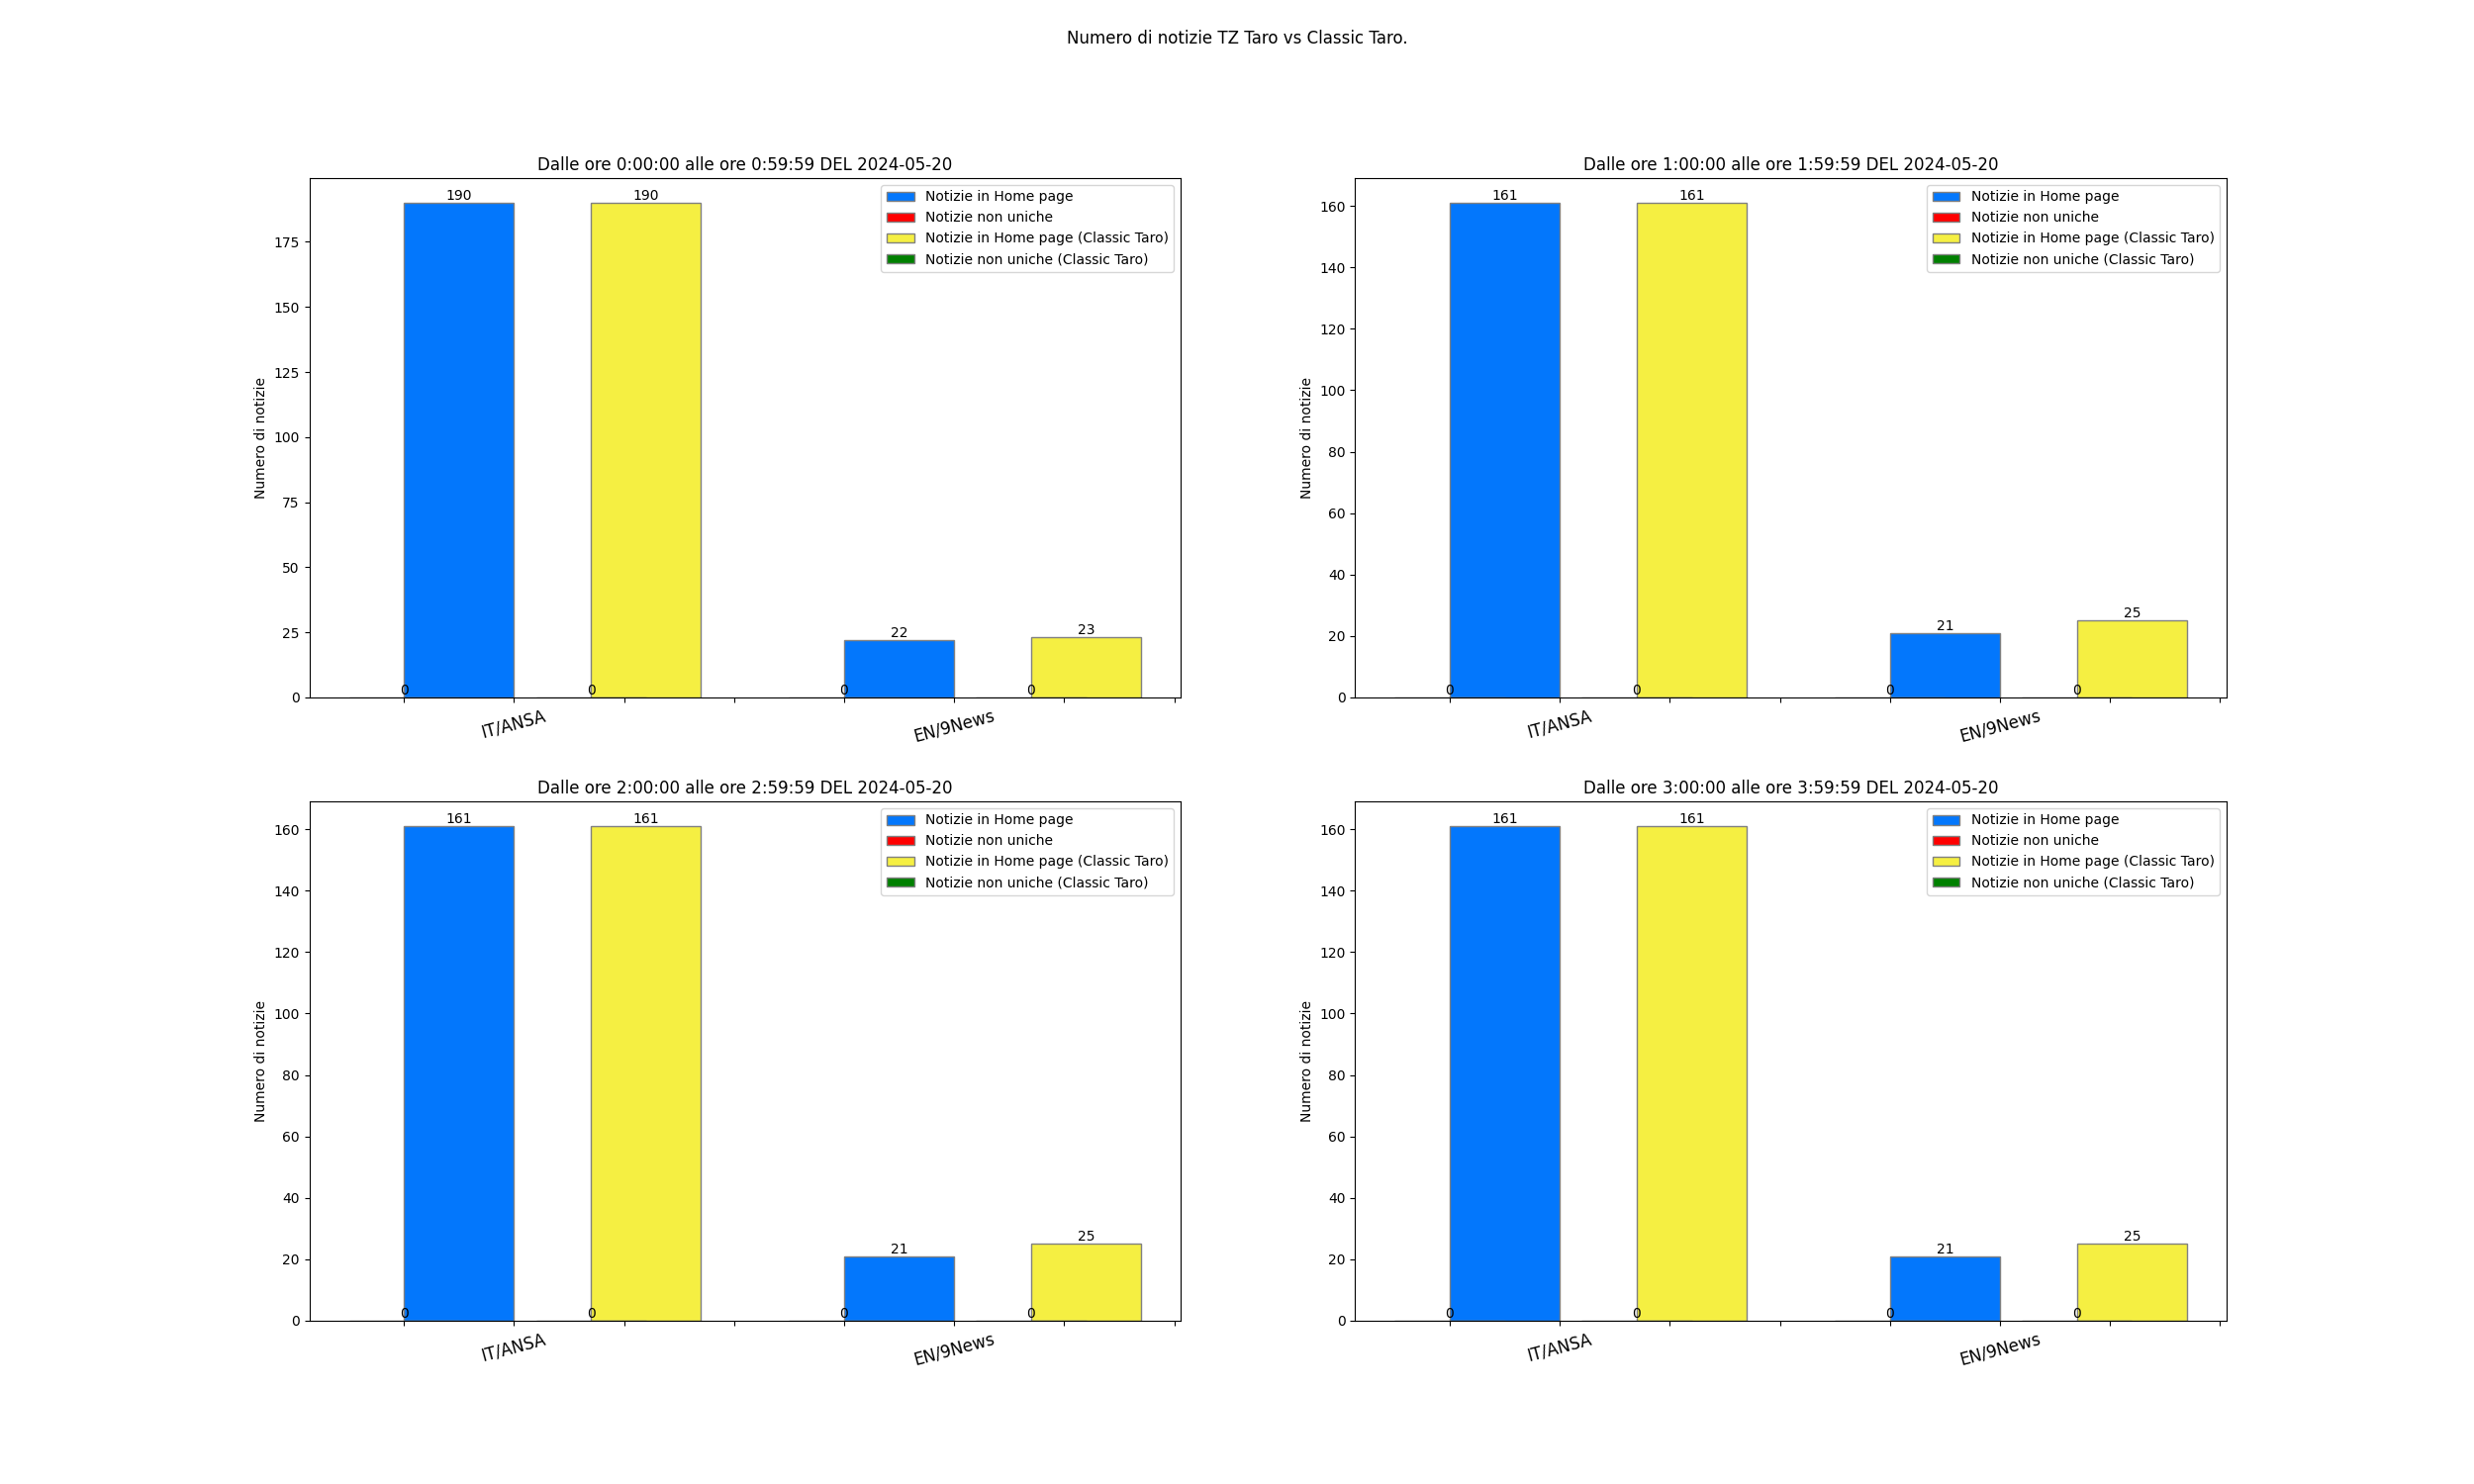 Numero di notizie TZ Taro vs Classic Taro.
Dalle ore 0:00:00 alle ore 0:59:59 DEL 2024-05-20
190
190
Notizie in Home page
Notizie non uniche
Notizie in Home page (Classic Taro)
Notizie non uniche (Classic Taro)
175
150
125
100
75
50
25
0
Numero di notizie
22
23
0
0
0
0
IT/ANSA
EN/9News
Dalle ore 1:00:00 alle ore 1:59:59 DEL 2024-05-20
161
161
Notizie in Home page
Notizie non uniche
Notizie in Home page (Classic Taro)
Notizie non uniche (Classic Taro)
160
140
120
100
80
60
40
20
0
Numero di notizie
21
25
0
0
0
0
IT/ANSA
EN/9News
Dalle ore 2:00:00 alle ore 2:59:59 DEL 2024-05-20
161
161
Notizie in Home page
Notizie non uniche
Notizie in Home page (Classic Taro)
Notizie non uniche (Classic Taro)
160
140
120
100
80
60
40
20
0
Numero di notizie
21
25
0
0
0
0
IT/ANSA
EN/9News
Dalle ore 3:00:00 alle ore 3:59:59 DEL 2024-05-20
161
161
Notizie in Home page
Notizie non uniche
Notizie in Home page (Classic Taro)
Notizie non uniche (Classic Taro)
160
140
120
100
80
60
40
20
0
Numero di notizie
21
25
0
0
0
0
IT/ANSA
EN/9News